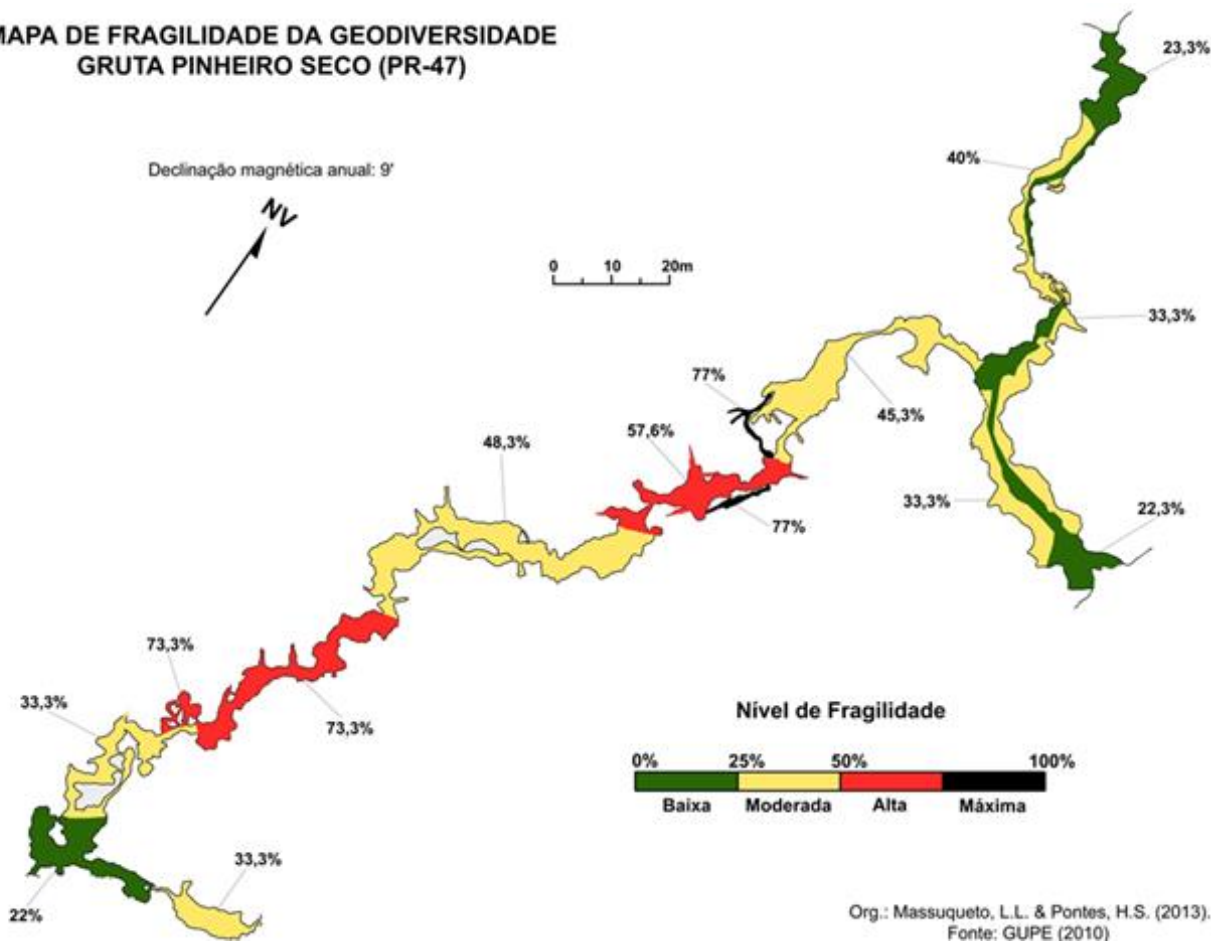 MAPA DE FRAGILIDADE DA GEODIVERSIDADE
GRUTA PINHEIRO SECO (PR-47)
Declinação magnética anual: 9'
NV
0 10 20m
23,3%
40%
33,3%
77%
45,3%
57,6%
48,3%
77%
33,3%
22,3%
73,3%
33,3%
73,3%
33,3%
22%
Nível de Fragilidade
0% 25% 50% 100%
Baixa Moderada Alta Máxima
Org.: Massuqueto, L.L. & Pontes, H.S. (2013).
Fonte: GUPE (2010)